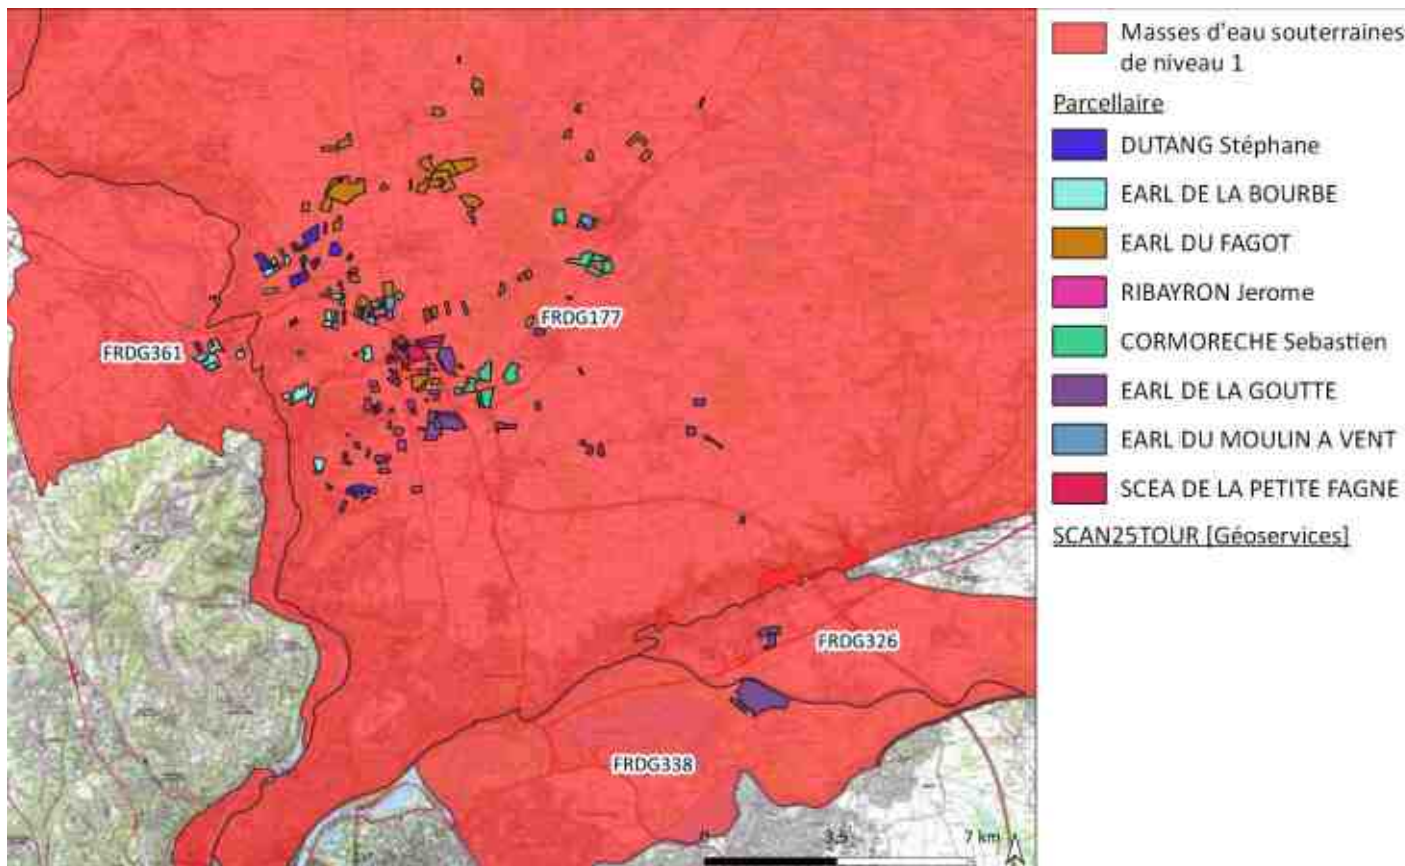 Masses d'eau souterraines
de niveau 1
Parcellaire
DUTANG Stéphane
EARL DE LA BOURBE
EARL DU FAGOT
RIBAYRON Jerome
CORMORECHE Sebastien
EARL DE LA GOUTTE
EARL DU MOULIN A VENT
SCEA DE LA PETITE FAGNE
SCAN25TOUR [Géoservices]
FRDG177
FRDG361
FRDG326
FRDG338
0 3.5 7 km